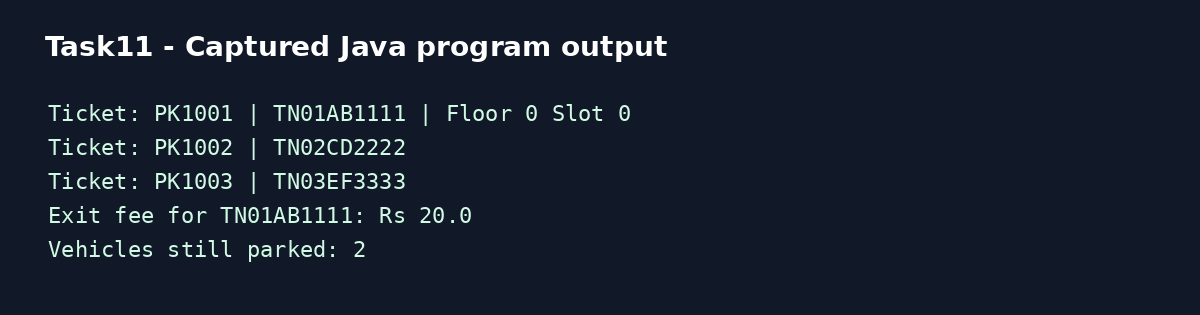 Task11 - Captured Java program output
Ticket: PK1001 | TN01AB1111 | Floor 0 Slot 0
Ticket: PK1002 | TN02CD2222
Ticket: PK1003 | TN03EF3333
Exit fee for TN01AB1111: Rs 20.0
Vehicles still parked: 2